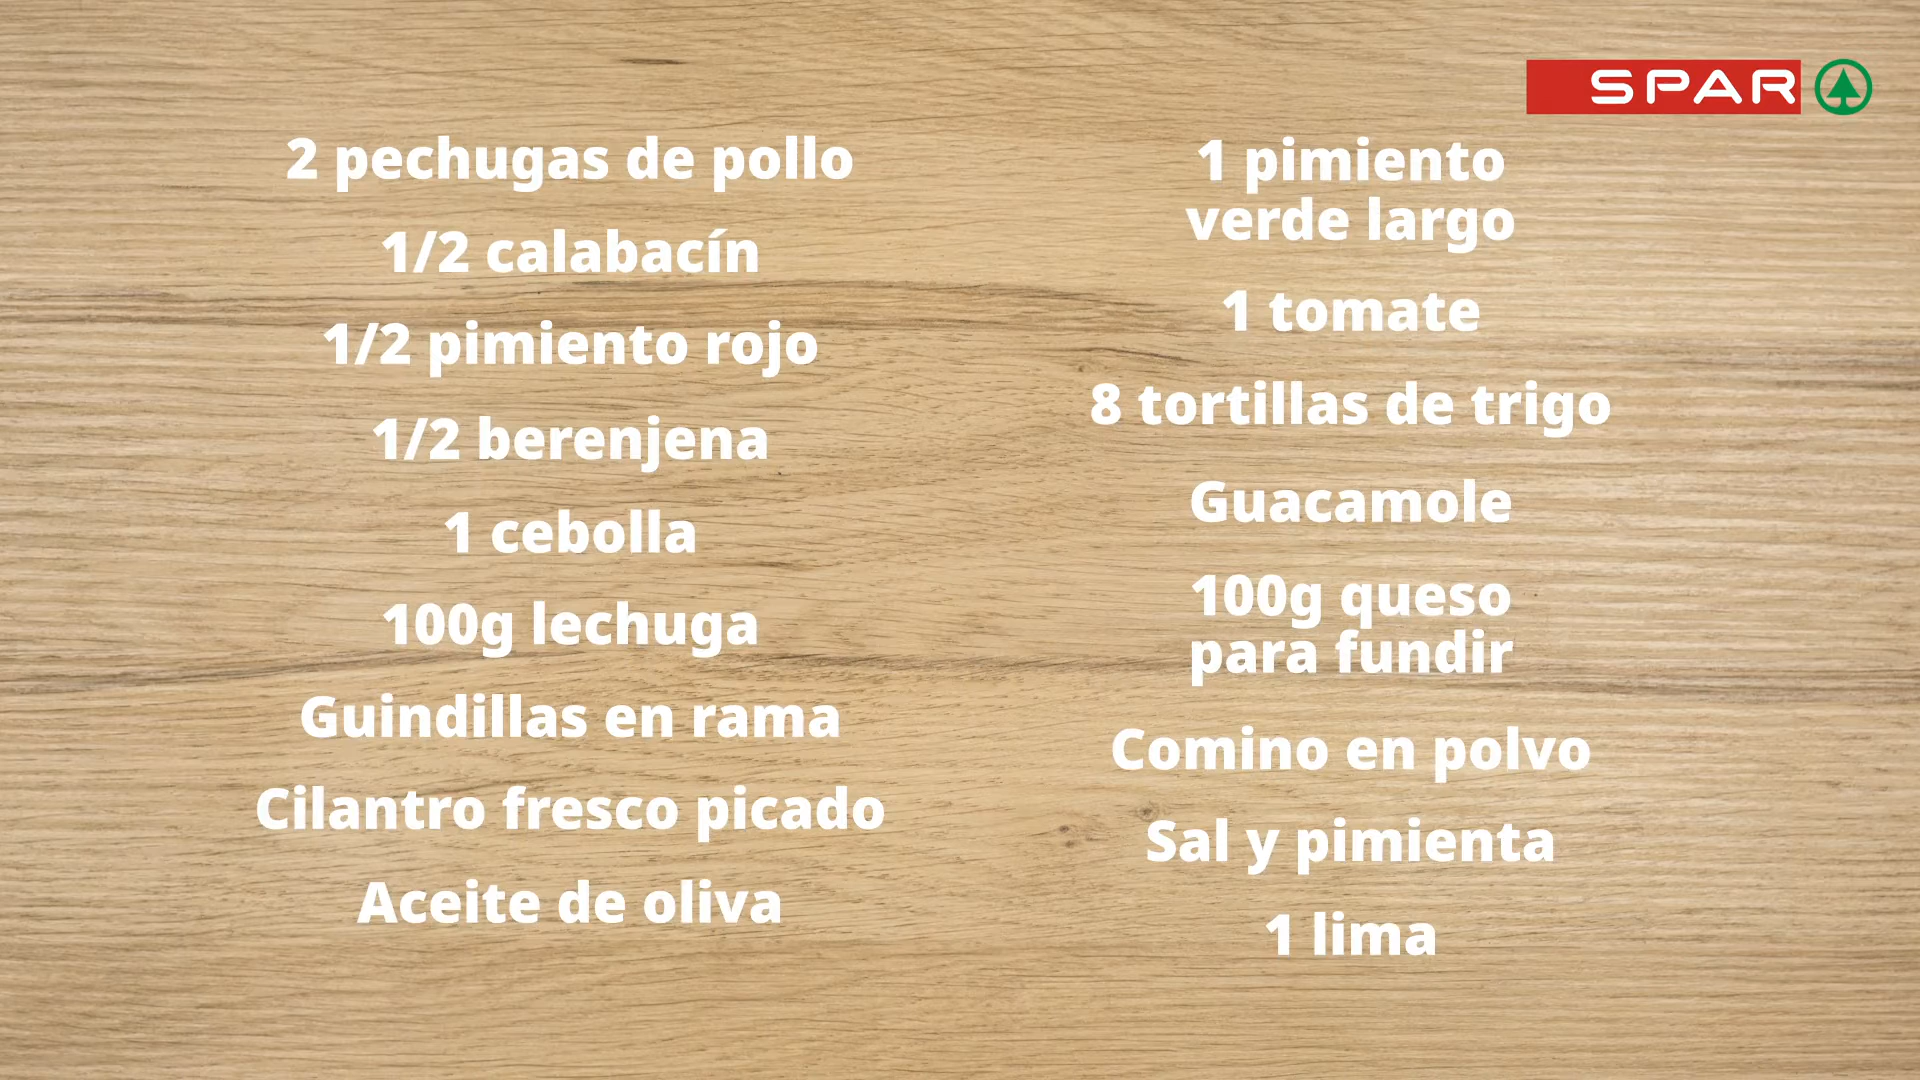 SPAR
2 pechugas de pollo
1/2 calabacín
1/2 pimiento rojo
1/2 berenjena
1 cebolla
100g lechuga
Guindillas en rama
Cilantro fresco picado
Aceite de oliva
1 pimiento
verde largo
1 tomate
8 tortillas de trigo
Guacamole
100g queso
para fundir
Comino en polvo
Sal y pimienta
1 lima